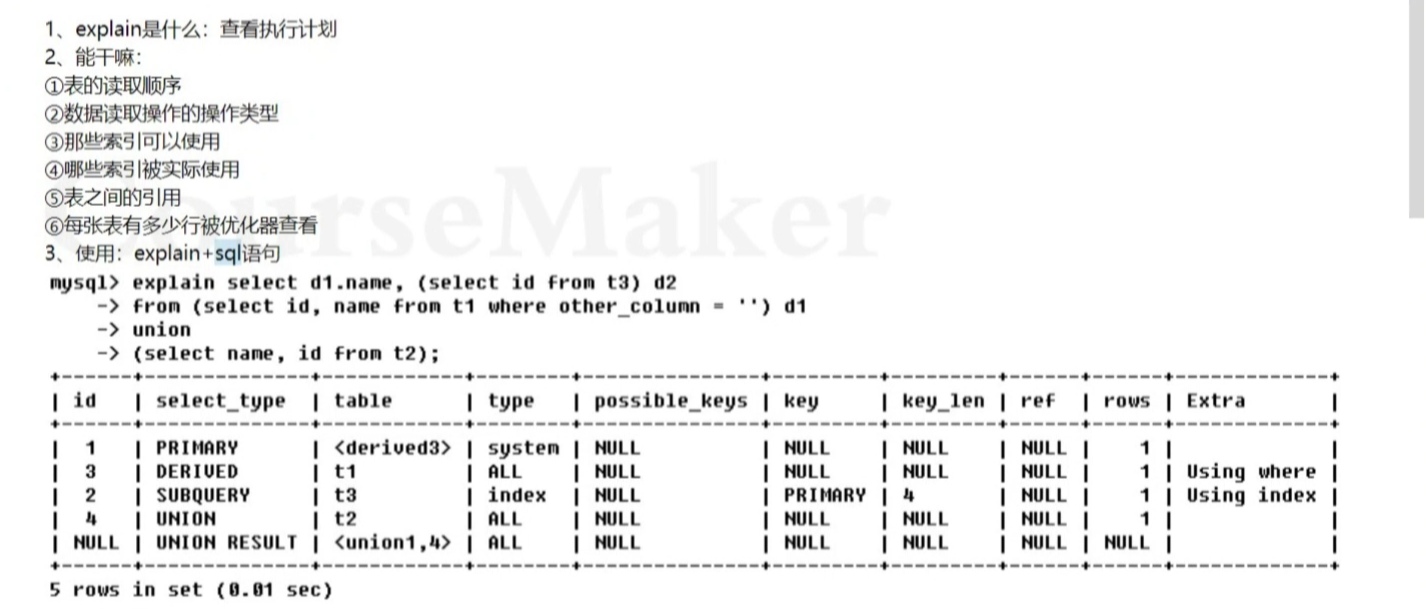 1、explain是什么：查看执行计划
2、能干嘛：
①表的读取顺序
②数据读取操作的操作类型
③那些索引可以使用
④哪些索引被实际使用
⑤表之间的引用
⑥每张表有多少行被优化器查看
3、使用：explain+sql语句
mysql> explain select d1.name, (select id from t3) d2
-> from (select id, name from t1 where other_column = '') d1
-> union
-> (select name, id from t2);
| id | select_type | table | type | possible_keys | key | key_len | ref | rows | Extra |
| 1 | PRIMARY | <derived3> | system | NULL | NULL | NULL | NULL | 1 | |
| 3 | DERIVED | t1 | ALL | NULL | NULL | NULL | NULL | 1 | Using where |
| 2 | SUBQUERY | t3 | index | NULL | PRIMARY | 4 | NULL | 1 | Using index |
| 4 | UNION | t2 | ALL | NULL | NULL | NULL | NULL | 1 | |
| NULL | UNION RESULT | <union1,4> | ALL | NULL | NULL | NULL | NULL | NULL | |
5 rows in set (0.01 sec)
CourseMaker